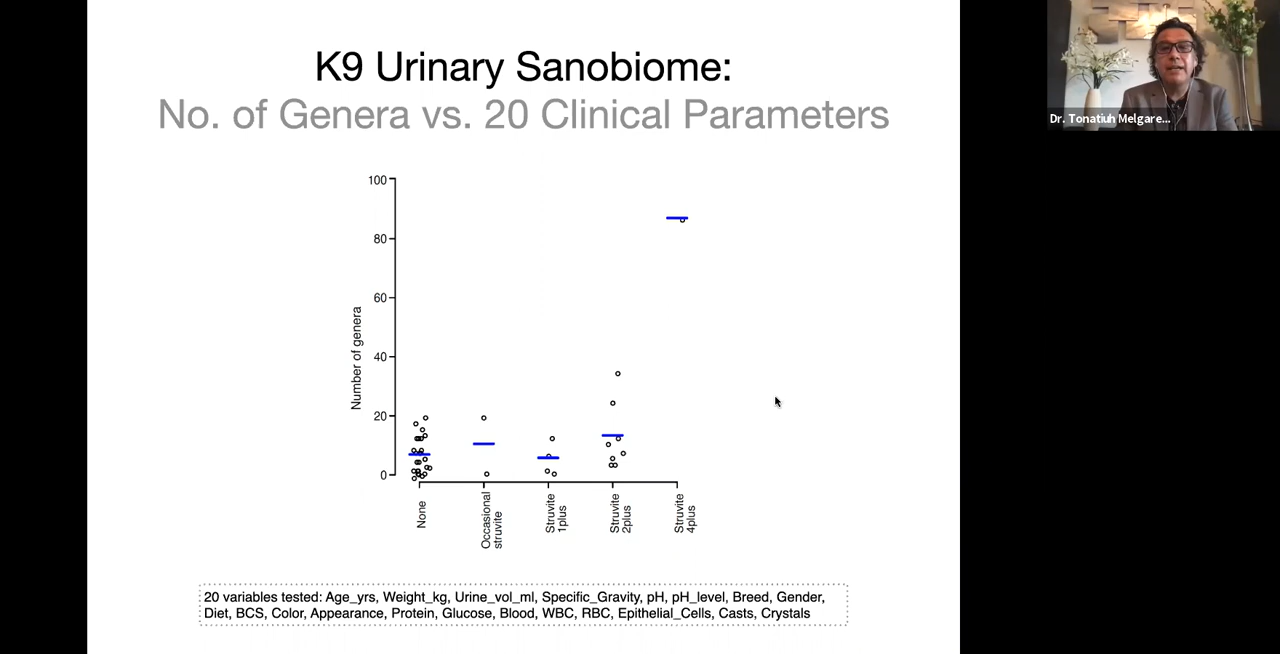 K9 Urinary Sanobiome:
No. of Genera vs. 20 Clinical Parameters
Dr. Tonatiuh Melgare...
100
80
60
40
20
0
Number of genera
None
Occasional
struvite
Struvite
1plus
Struvite
2plus
Struvite
4plus
20 variables tested: Age_yrs, Weight_kg, Urine_vol_ml, Specific_Gravity, pH, pH_level, Breed, Gender,
Diet, BCS, Color, Appearance, Protein, Glucose, Blood, WBC, RBC, Epithelial_Cells, Casts, Crystals